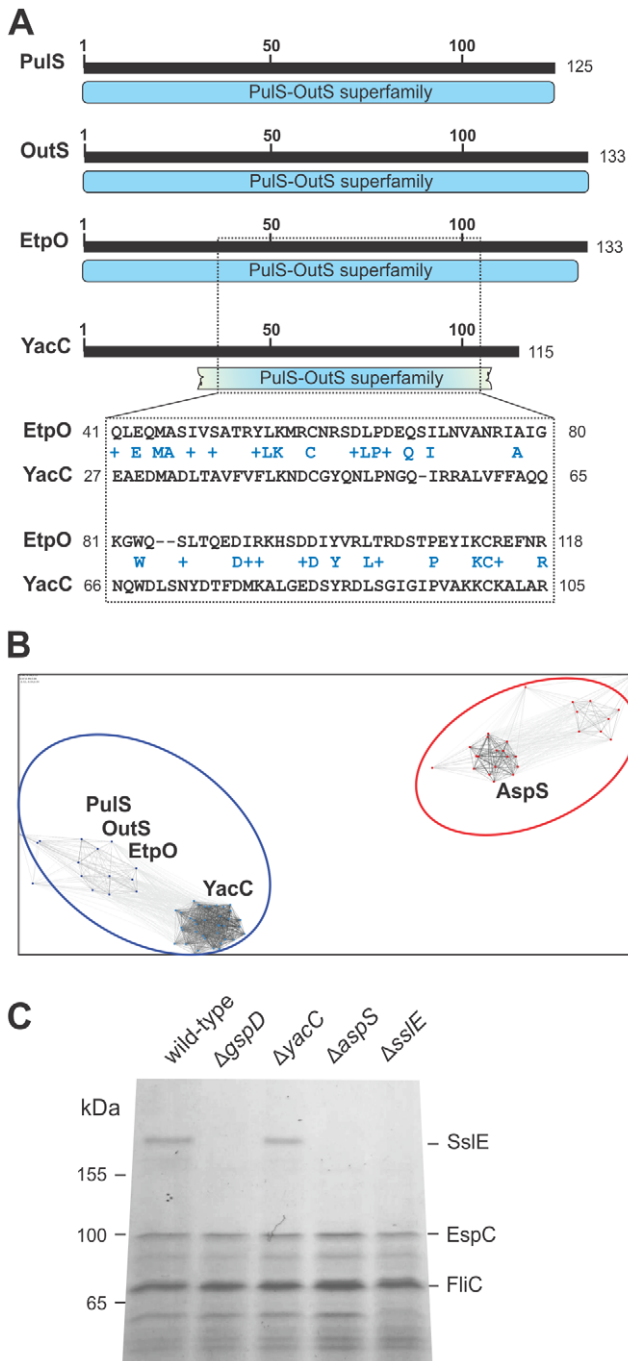 A
1 50 100
PulS 125
PulS-OutS superfamily
1 50 100
OutS 133
PulS-OutS superfamily
1 50 100
EtpO 133
PulS-OutS superfamily
1 50 100
YacC 115
PulS-OutS superfamily
EtpO 41 QLEQMASIVSATRYLKMRCNRSDLPDEQSILNVANRIAIG 80
+ E MA + + +LK C +LP+ Q I A
YacC 27 EAEDMADLTAVFVFLKNDCGYQNLPNGQ-IRRALVFFAQQ 65
EtpO 81 KGWQ--SLTQEDIRKHSDDIYVRLTRDSTPEYIKCREFNR 118
W + D++ +D Y L+ P KC+ R
YacC 66 NQWDLSNYDTFDMKALGEDSYRDLSGIGIPVAKKCKALAR 105
B
PulS
OutS
EtpO
YacC
AspS
C
wild-type ΔgspD ΔyacC ΔaspS ΔsslE
kDa
SslE
155
100 EspC
FliC
65